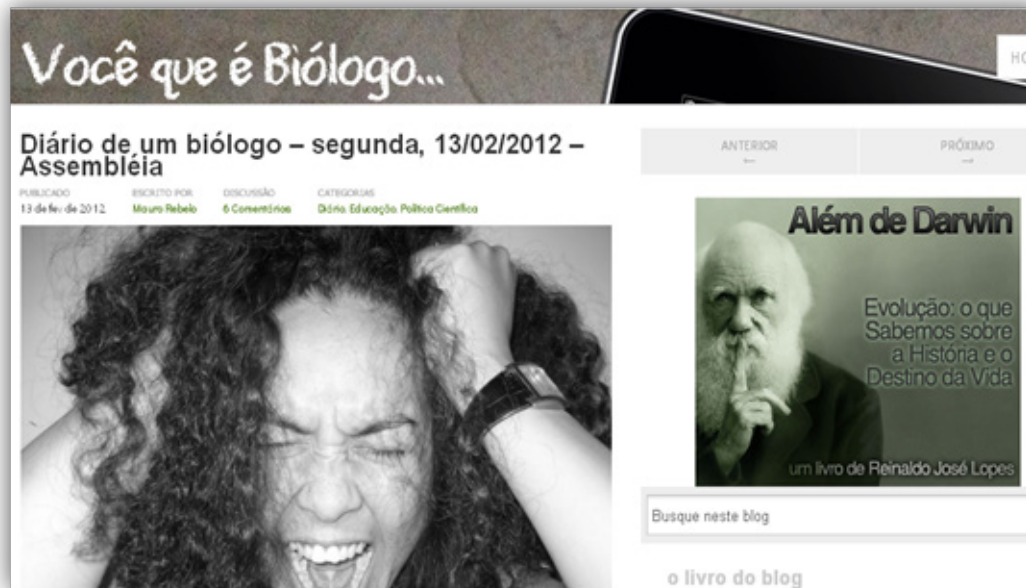 Você que é Biólogo...
HO
Diário de um biólogo – segunda, 13/02/2012 –
Assembléia
PUBLICADO
13 de fev de 2012
ESCRITO POR
Mauro Rebelo
DISCUSSÃO
6 Comentários
CATEGORIAS
Diário, Educação, Política Científica
ANTERIOR
←
PRÓXIMO
→
Além de Darwin
Evolução: o que
Sabemos sobre
a História e o
Destino da Vida
um livro de Reinaldo José Lopes
Busque neste blog
o livro do blog